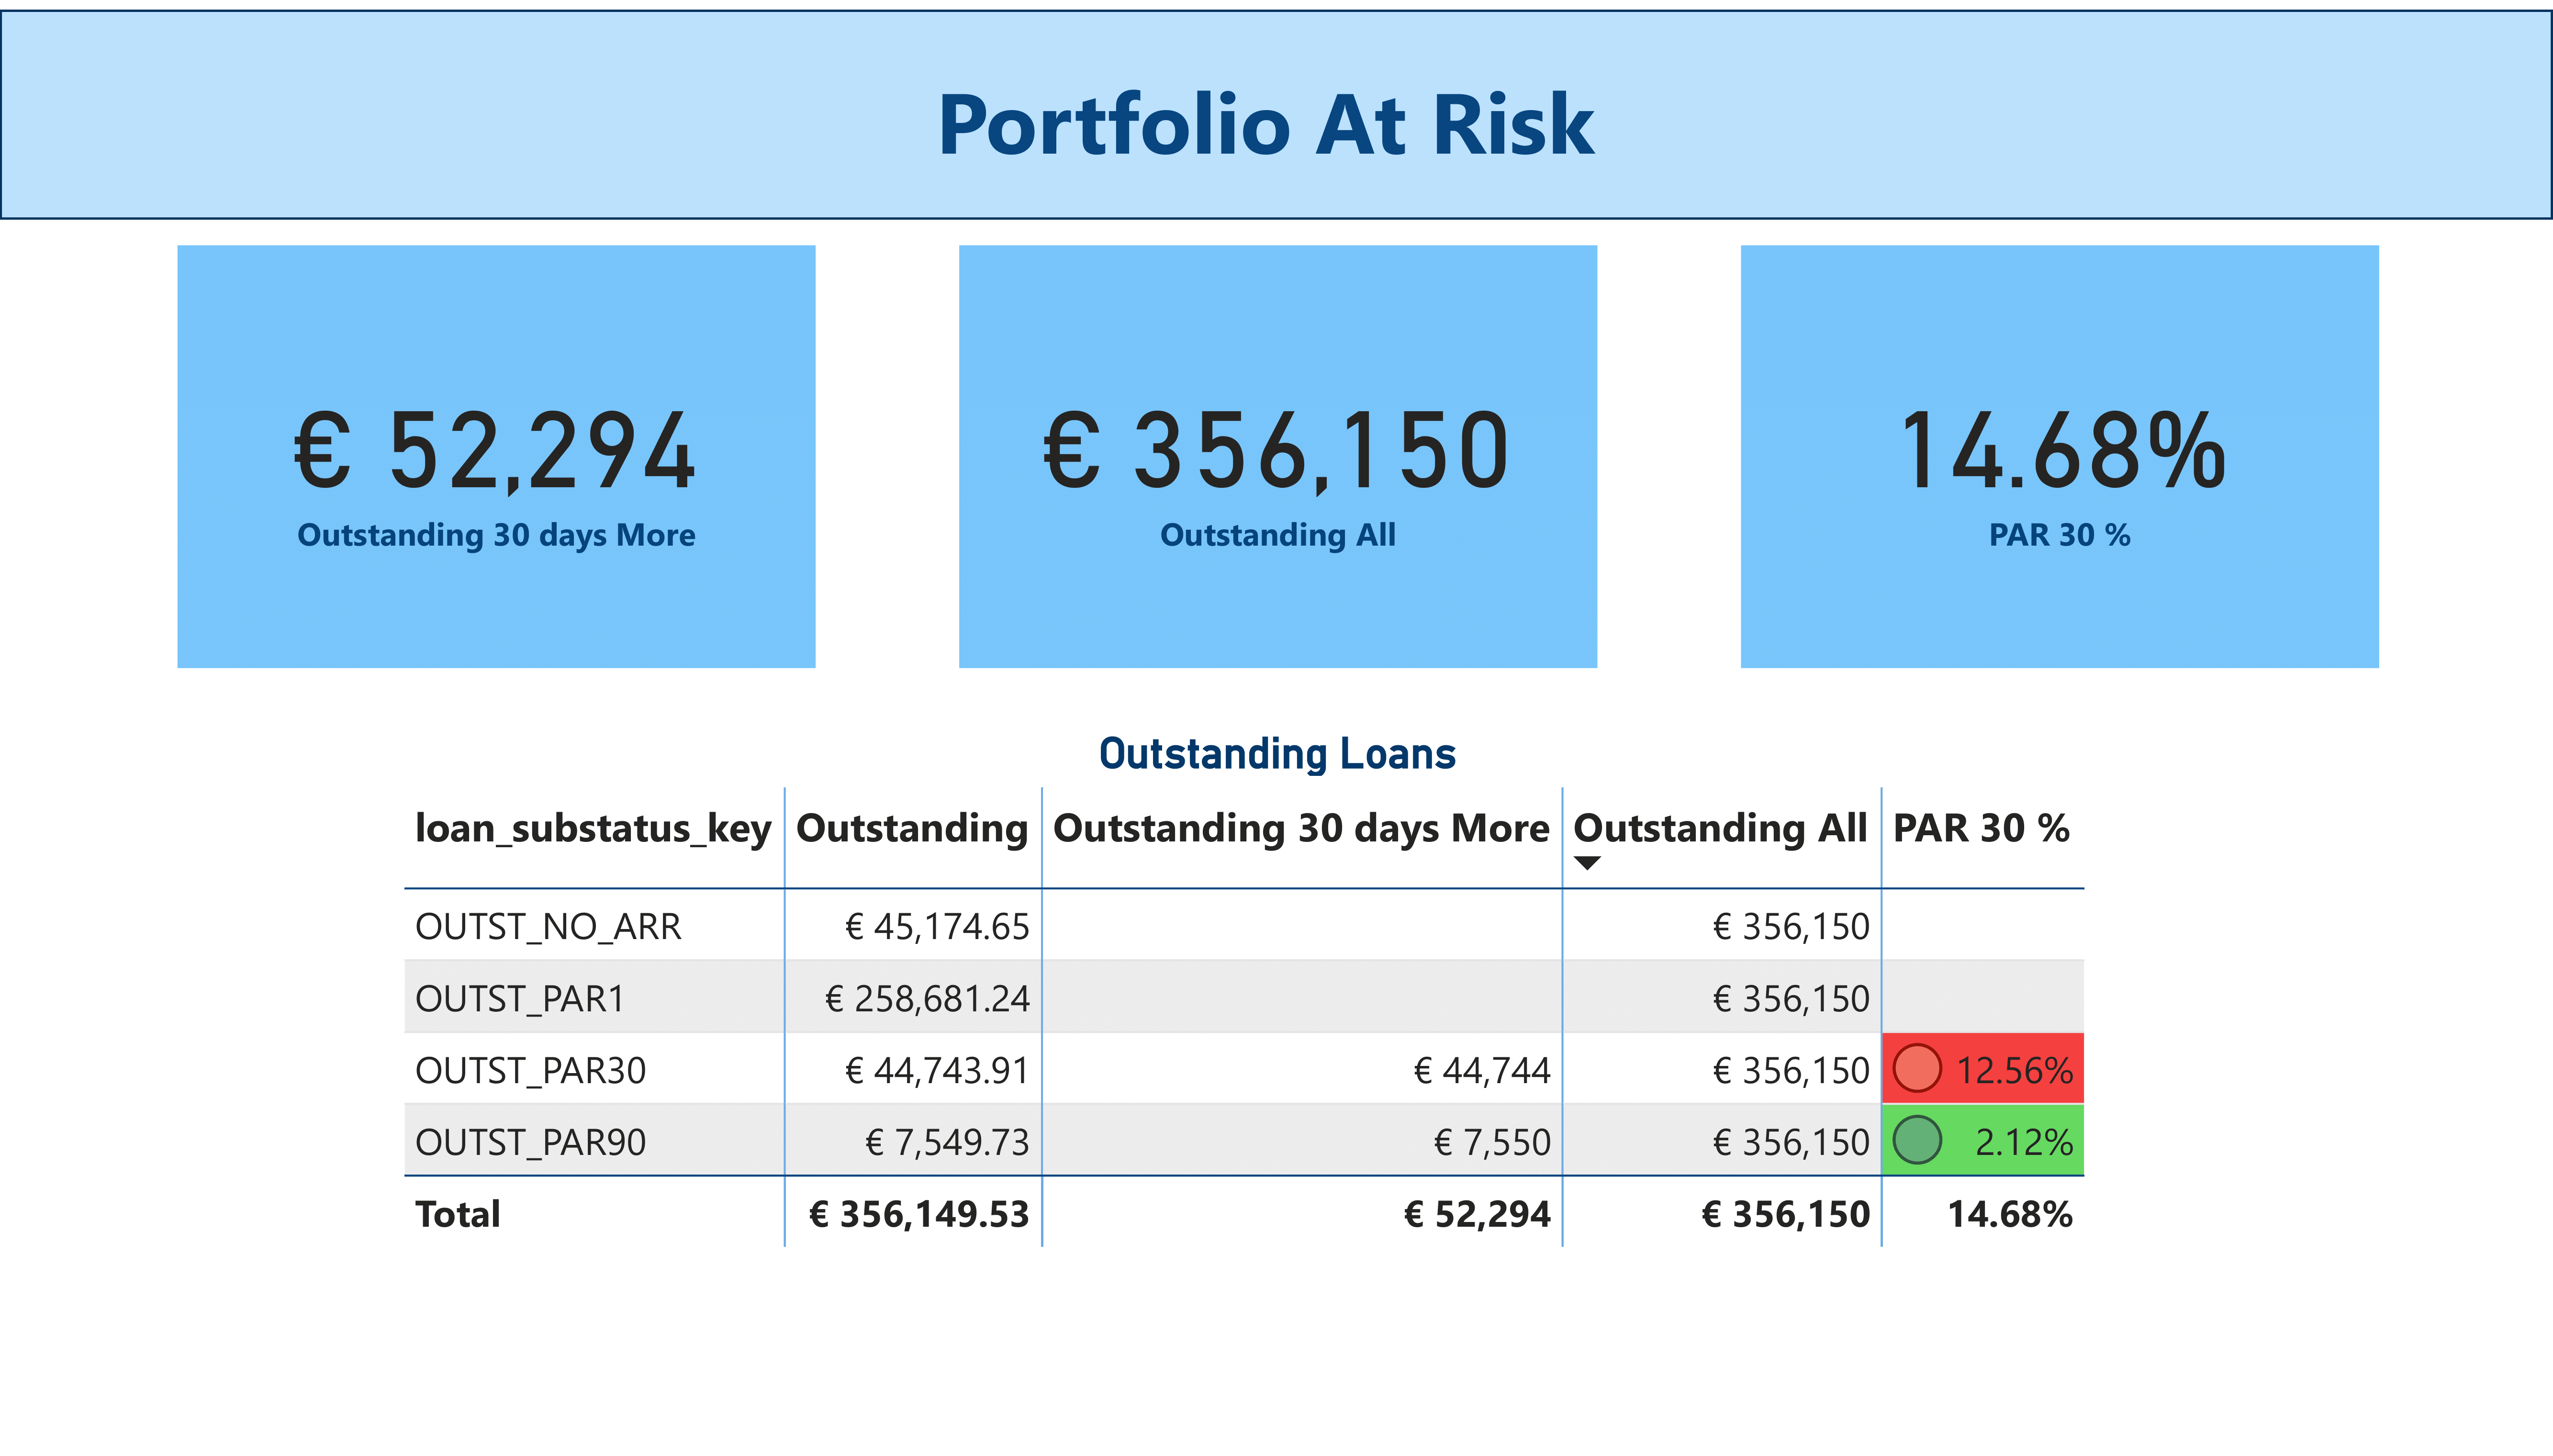 Portfolio At Risk
€ 52,294
Outstanding 30 days More
€ 356,150
Outstanding All
14.68%
PAR 30 %
Outstanding Loans
loan_substatus_key Outstanding Outstanding 30 days More Outstanding All PAR 30 %
OUTST_NO_ARR € 45,174.65 € 356,150
OUTST_PAR1 € 258,681.24 € 356,150
OUTST_PAR30 € 44,743.91 € 44,744 € 356,150 12.56%
OUTST_PAR90 € 7,549.73 € 7,550 € 356,150 2.12%
Total € 356,149.53 € 52,294 € 356,150 14.68%